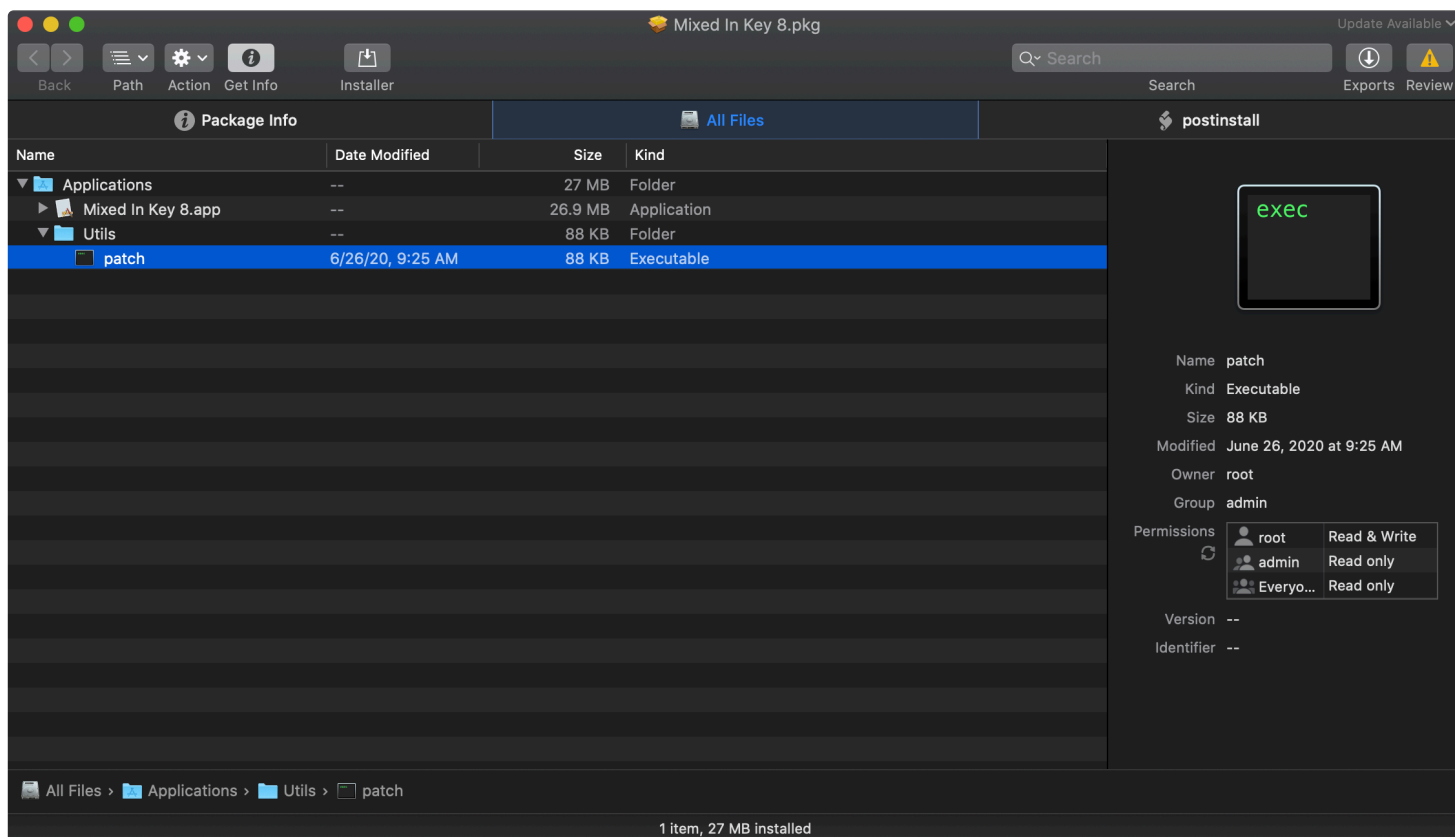 Mixed In Key 8.pkg
Update Available
Search
Back Path Action Get Info Installer Search Exports Review
Package Info All Files postinstall
Name Date Modified Size Kind
Applications -- 27 MB Folder
Mixed In Key 8.app -- 26.9 MB Application
Utils -- 88 KB Folder
patch 6/26/20, 9:25 AM 88 KB Executable
exec
Name patch
Kind Executable
Size 88 KB
Modified June 26, 2020 at 9:25 AM
Owner root
Group admin
Permissions root Read & Write
admin Read only
Everyo... Read only
Version --
Identifier --
All Files › Applications › Utils › patch
1 item, 27 MB installed